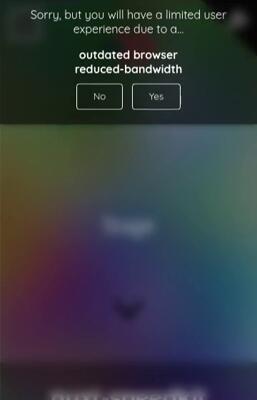 Sorry, but you will have a limited user
experience due to a...
outdated browser
reduced-bandwidth
No
Yes